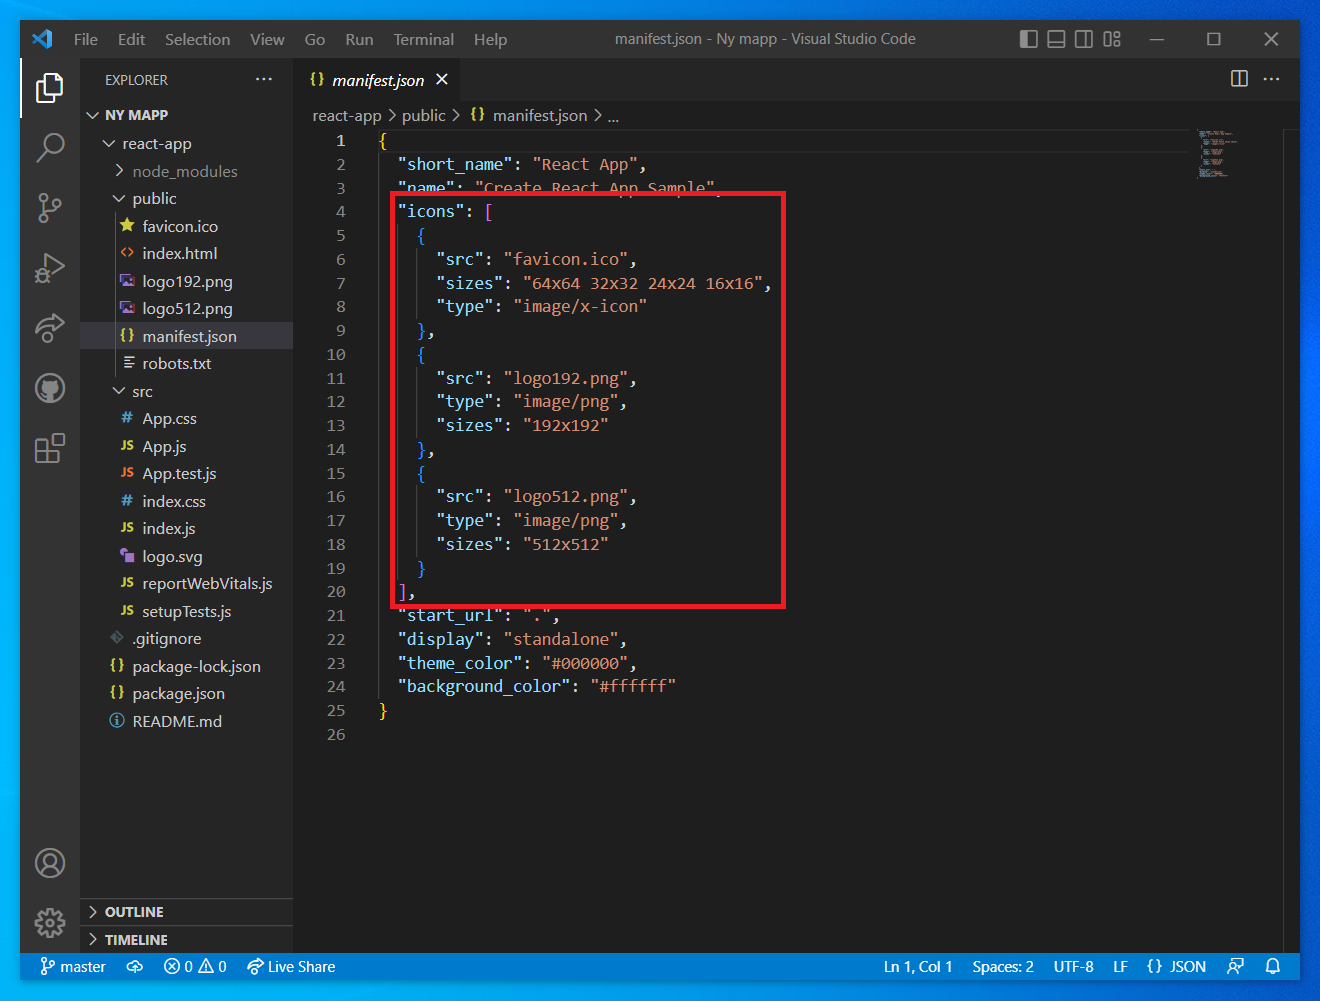 File Edit Selection View Go Run Terminal Help
manifest.json - Ny mapp - Visual Studio Code
EXPLORER
NY MAPP
react-app
node_modules
public
favicon.ico
index.html
logo192.png
logo512.png
{} manifest.json
robots.txt
src
# App.css
JS App.js
JS App.test.js
# index.css
JS index.js
logo.svg
JS reportWebVitals.js
JS setupTests.js
.gitignore
{} package-lock.json
{} package.json
README.md
OUTLINE
TIMELINE
{} manifest.json
react-app > public > {} manifest.json > ...
1 {
2 "short_name": "React App",
3 "name": "Create React App Sample",
4 "icons": [
5 {
6 "src": "favicon.ico",
7 "sizes": "64x64 32x32 24x24 16x16",
8 "type": "image/x-icon"
9 },
10 {
11 "src": "logo192.png",
12 "type": "image/png",
13 "sizes": "192x192"
14 },
15 {
16 "src": "logo512.png",
17 "type": "image/png",
18 "sizes": "512x512"
19 }
20 ],
21 "start_url": ".",
22 "display": "standalone",
23 "theme_color": "#000000",
24 "background_color": "#ffffff"
25 }
26
master 0 0 Live Share
Ln 1, Col 1 Spaces: 2 UTF-8 LF {} JSON